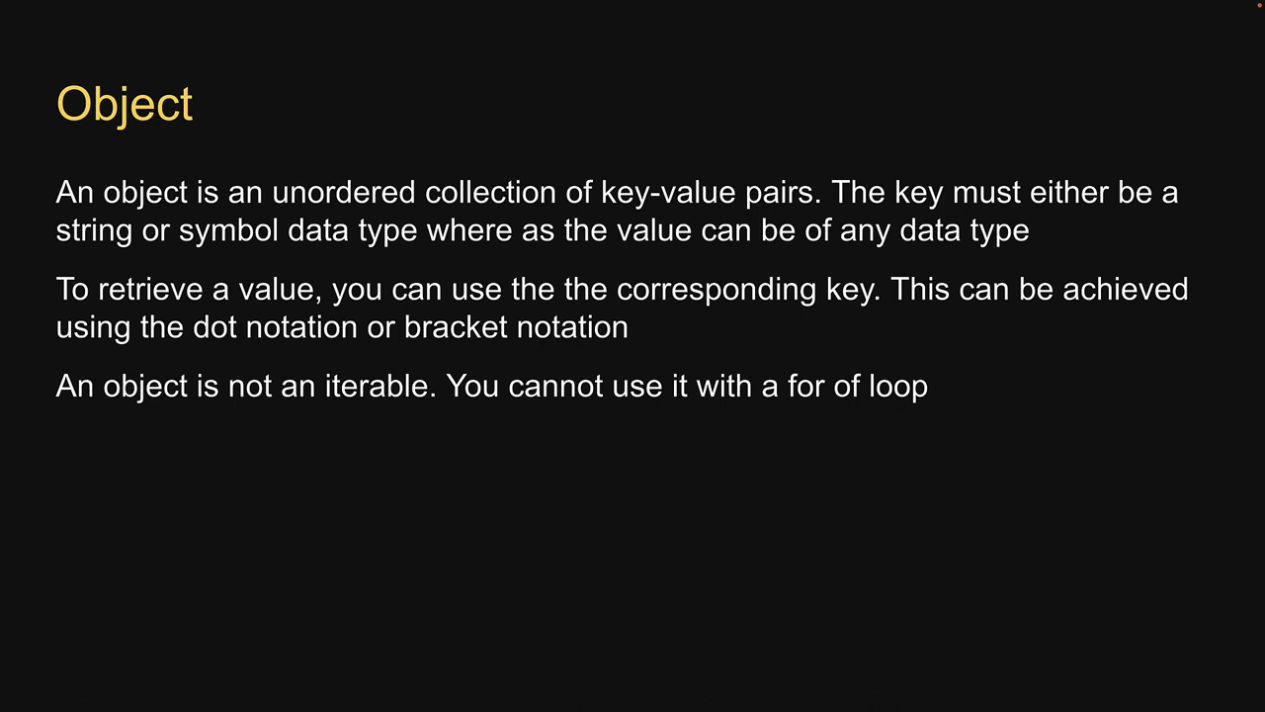 Object
An object is an unordered collection of key-value pairs. The key must either be a
string or symbol data type where as the value can be of any data type
To retrieve a value, you can use the the corresponding key. This can be achieved
using the dot notation or bracket notation
An object is not an iterable. You cannot use it with a for of loop